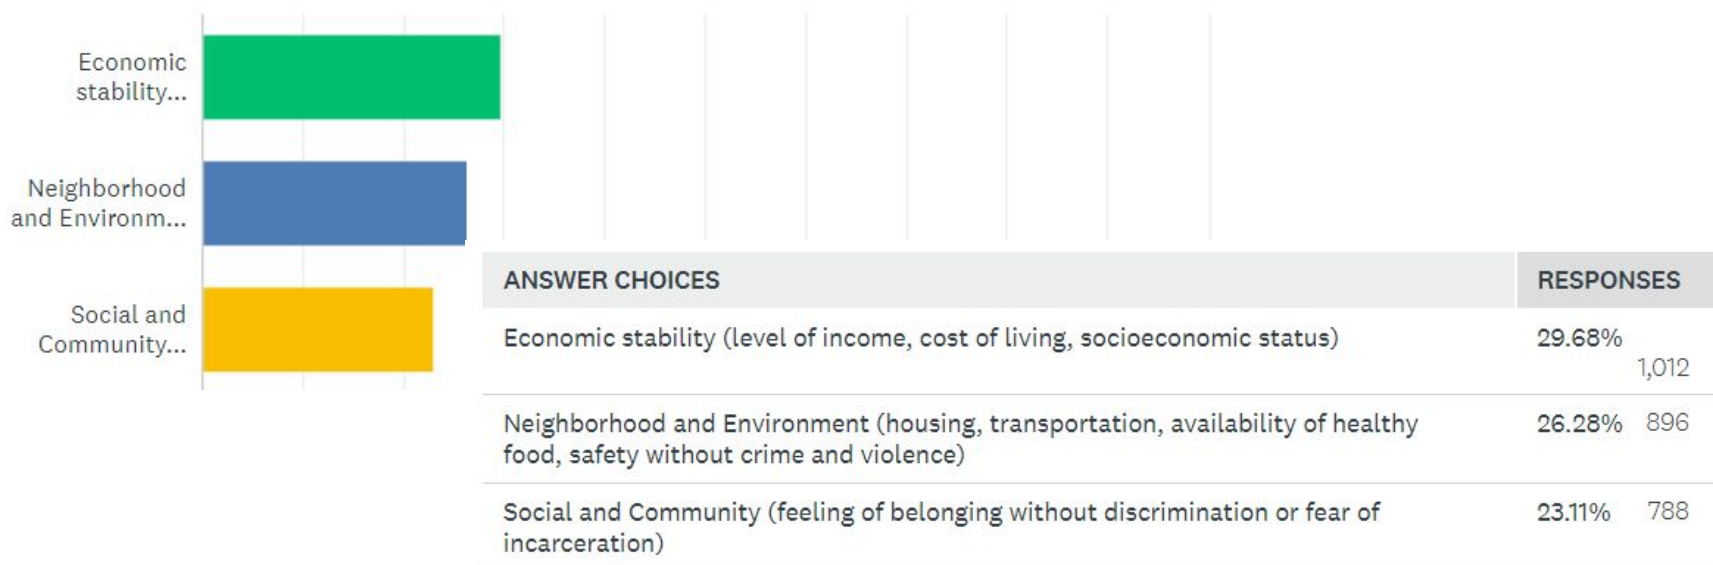 Economic
stability...
Neighborhood
and Environm...
Social and
Community...
ANSWER CHOICES RESPONSES
Economic stability (level of income, cost of living, socioeconomic status) 29.68%
1,012
Neighborhood and Environment (housing, transportation, availability of healthy 26.28% 896
food, safety without crime and violence)
Social and Community (feeling of belonging without discrimination or fear of 23.11% 788
incarceration)